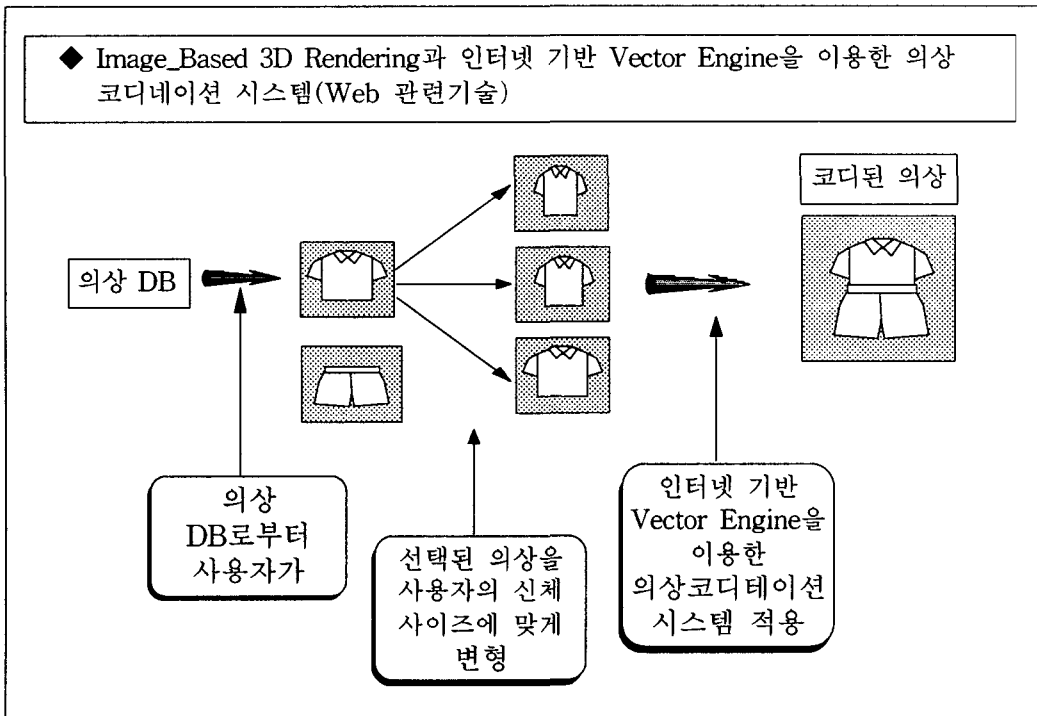 ◆ Image_Based 3D Rendering과 인터넷 기반 Vector Engine을 이용한 의상
코디네이션 시스템(Web 관련기술)
코디된 의상
의상 DB
의상
DB로부터
사용자가
선택된 의상을
사용자의 신체
사이즈에 맞게
변형
인터넷 기반
Vector Engine을
이용한
의상코디테이션
시스템 적용